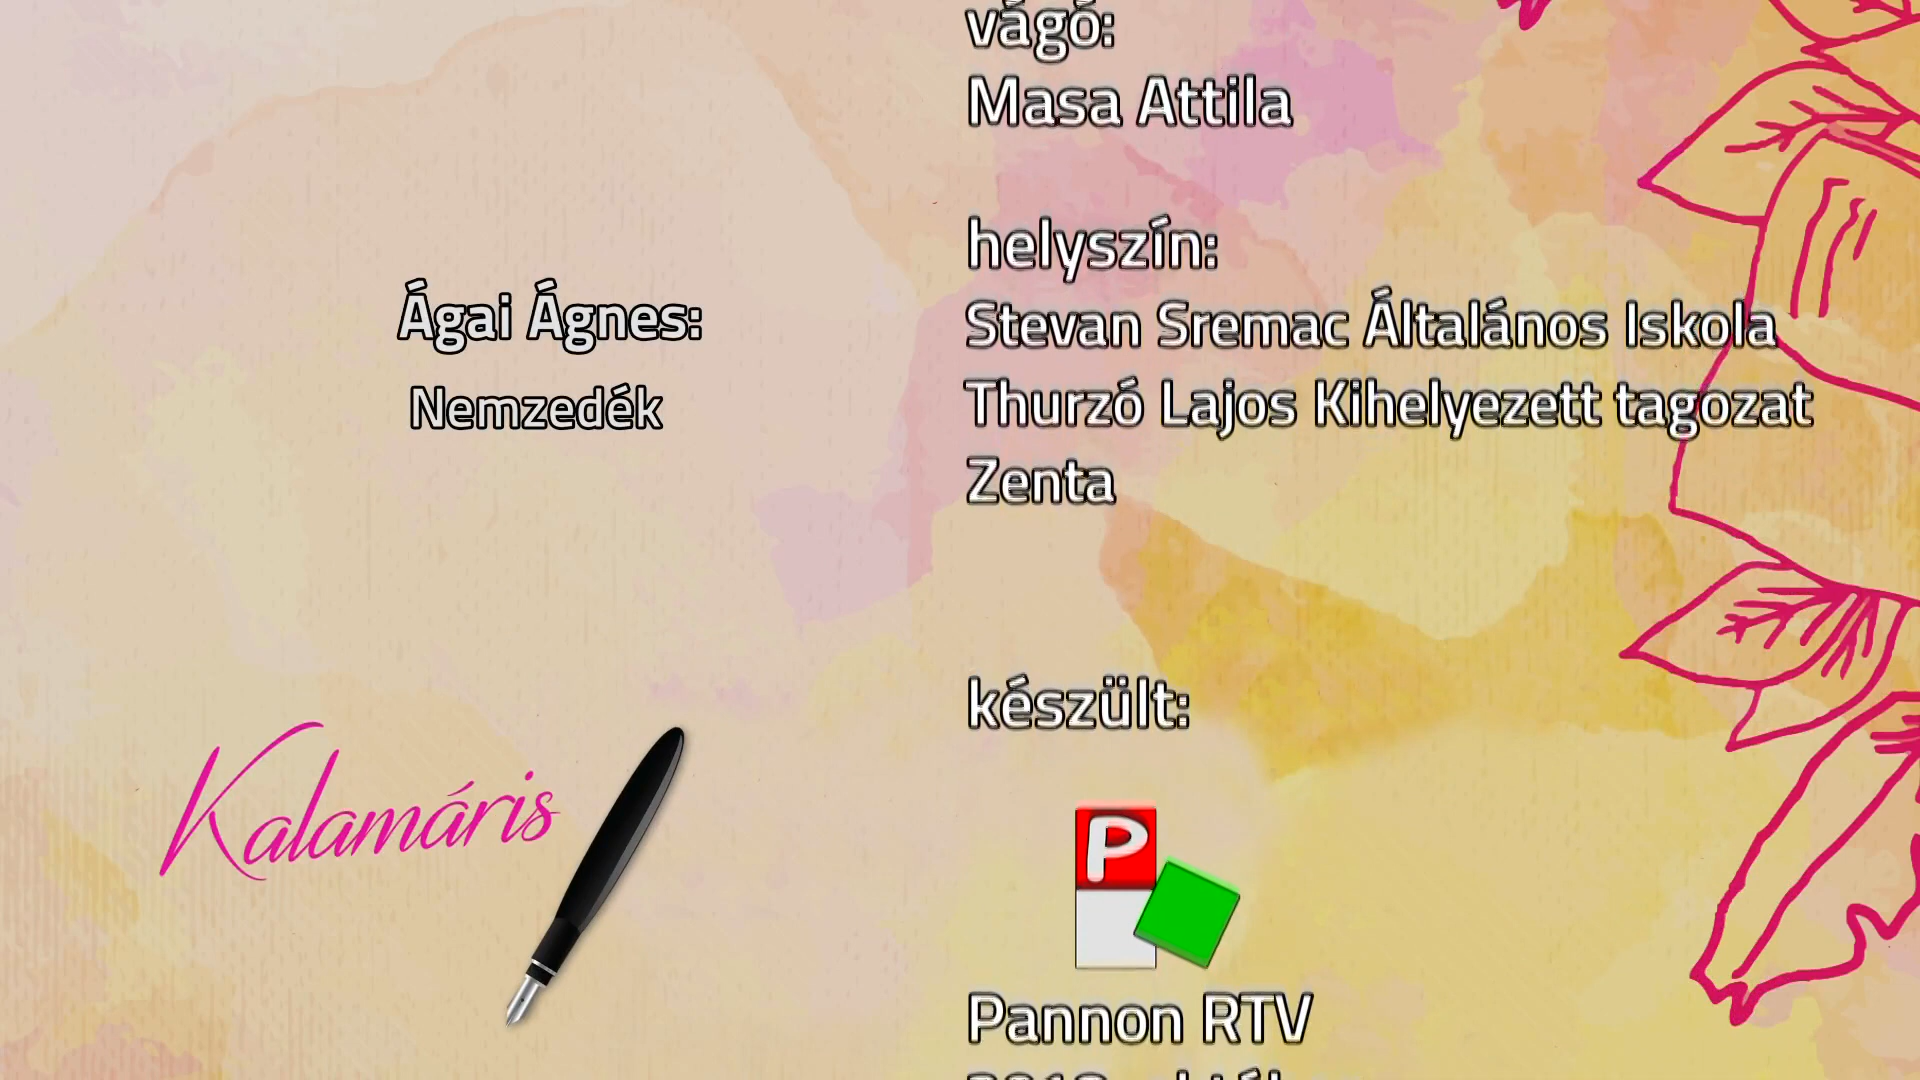 Ágai Ágnes:
Nemzedék
Kalamáris
vágó:
Masa Attila
helyszín:
Stevan Sremac Általános Iskola
Thurzó Lajos Kihelyezett tagozat
Zenta
készült:
P
Pannon RTV